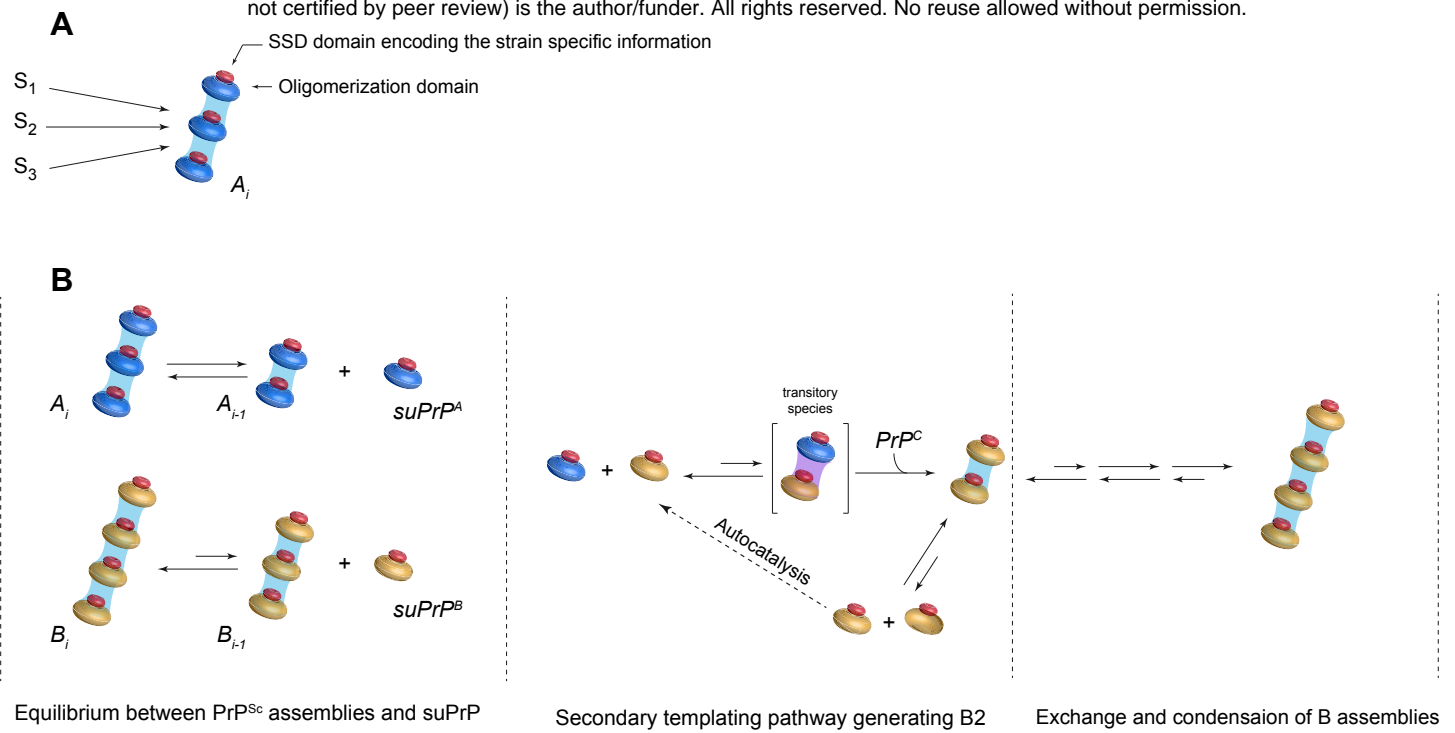 not certified by peer review) is the author/funder. All rights reserved. No reuse allowed without permission.
A
SSD domain encoding the strain specific information
Oligomerization domain
S1
S2
S3
Ai
B
Ai
Ai-1
+
suPrPA
Bi
Bi-1
+
suPrPB
Equilibrium between PrPSc assemblies and suPrP
+
transitory
species
PrPC
Autocatalysis
+
Secondary templating pathway generating B2
Exchange and condensaion of B assemblies